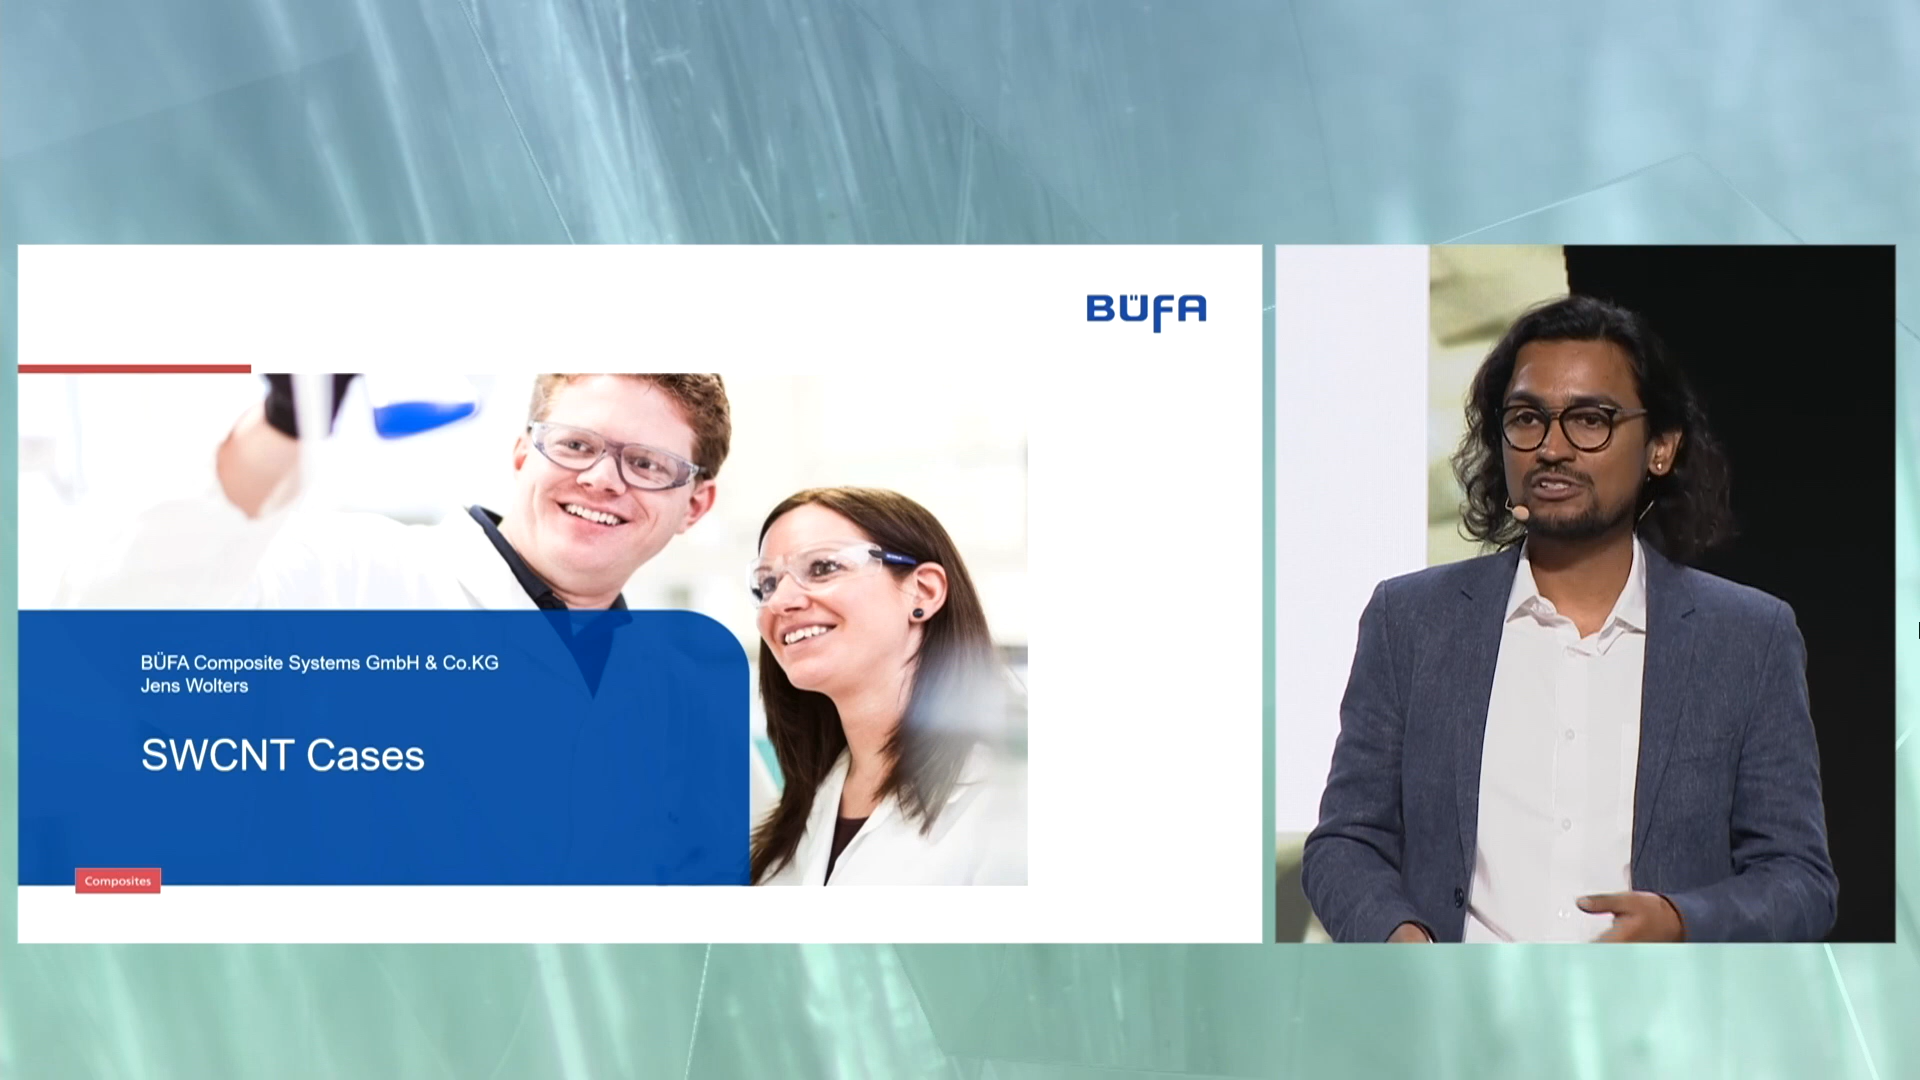 BÜFA
BÜFA Composite Systems GmbH & Co.KG
Jens Wolters
SWCNT Cases
Composites